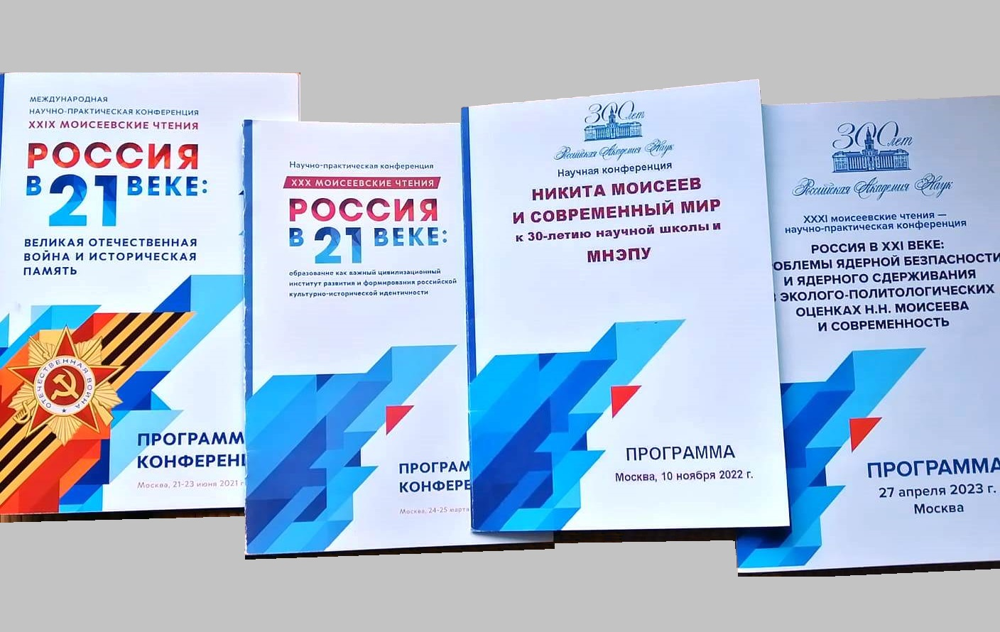 МЕЖДУНАРОДНАЯ
НАУЧНО-ПРАКТИЧЕСКАЯ КОНФЕРЕНЦИЯ
XXIX МОИСЕЕВСКИЕ ЧТЕНИЯ
РОССИЯ
В 21 ВЕКЕ:
ВЕЛИКАЯ ОТЕЧЕСТВЕННАЯ
ВОЙНА И ИСТОРИЧЕСКАЯ
ПАМЯТЬ
ОТЕЧЕСТВЕННАЯ ВОЙНА
ПРОГРАММ
КОНФЕРЕНЦ
Москва, 21-23 июня 2021 г
Научно-практическая конференция
XXX МОИСЕЕВСКИЕ ЧТЕНИЯ
РОССИЯ
В 21 ВЕКЕ:
образование как важный цивилизационный
институт развития и формирования российской
культурно-исторической идентичности
ПРОГРАМ
КОНФЕРЕ
Москва, 24-25 марта
300 лет
Российская Академия Наук
Научная конференция
НИКИТА МОИСЕЕВ
И СОВРЕМЕННЫЙ МИР
к 30-летию научной школы и
МНЭПУ
ПРОГРАММА
Москва, 10 ноября 2022 г.
300 лет
Российская Академия Наук
XXXI моисеевские чтения —
научно-практическая конференция
РОССИЯ В XXI ВЕКЕ:
ОБЛЕМЫ ЯДЕРНОЙ БЕЗОПАСНОСТИ
И ЯДЕРНОГО СДЕРЖИВАНИЯ
В ЭКОЛОГО-ПОЛИТОЛОГИЧЕСКИХ
ОЦЕНКАХ Н.Н. МОИСЕЕВА
И СОВРЕМЕННОСТЬ
ПРОГРАММА
27 апреля 2023 г.
Москва